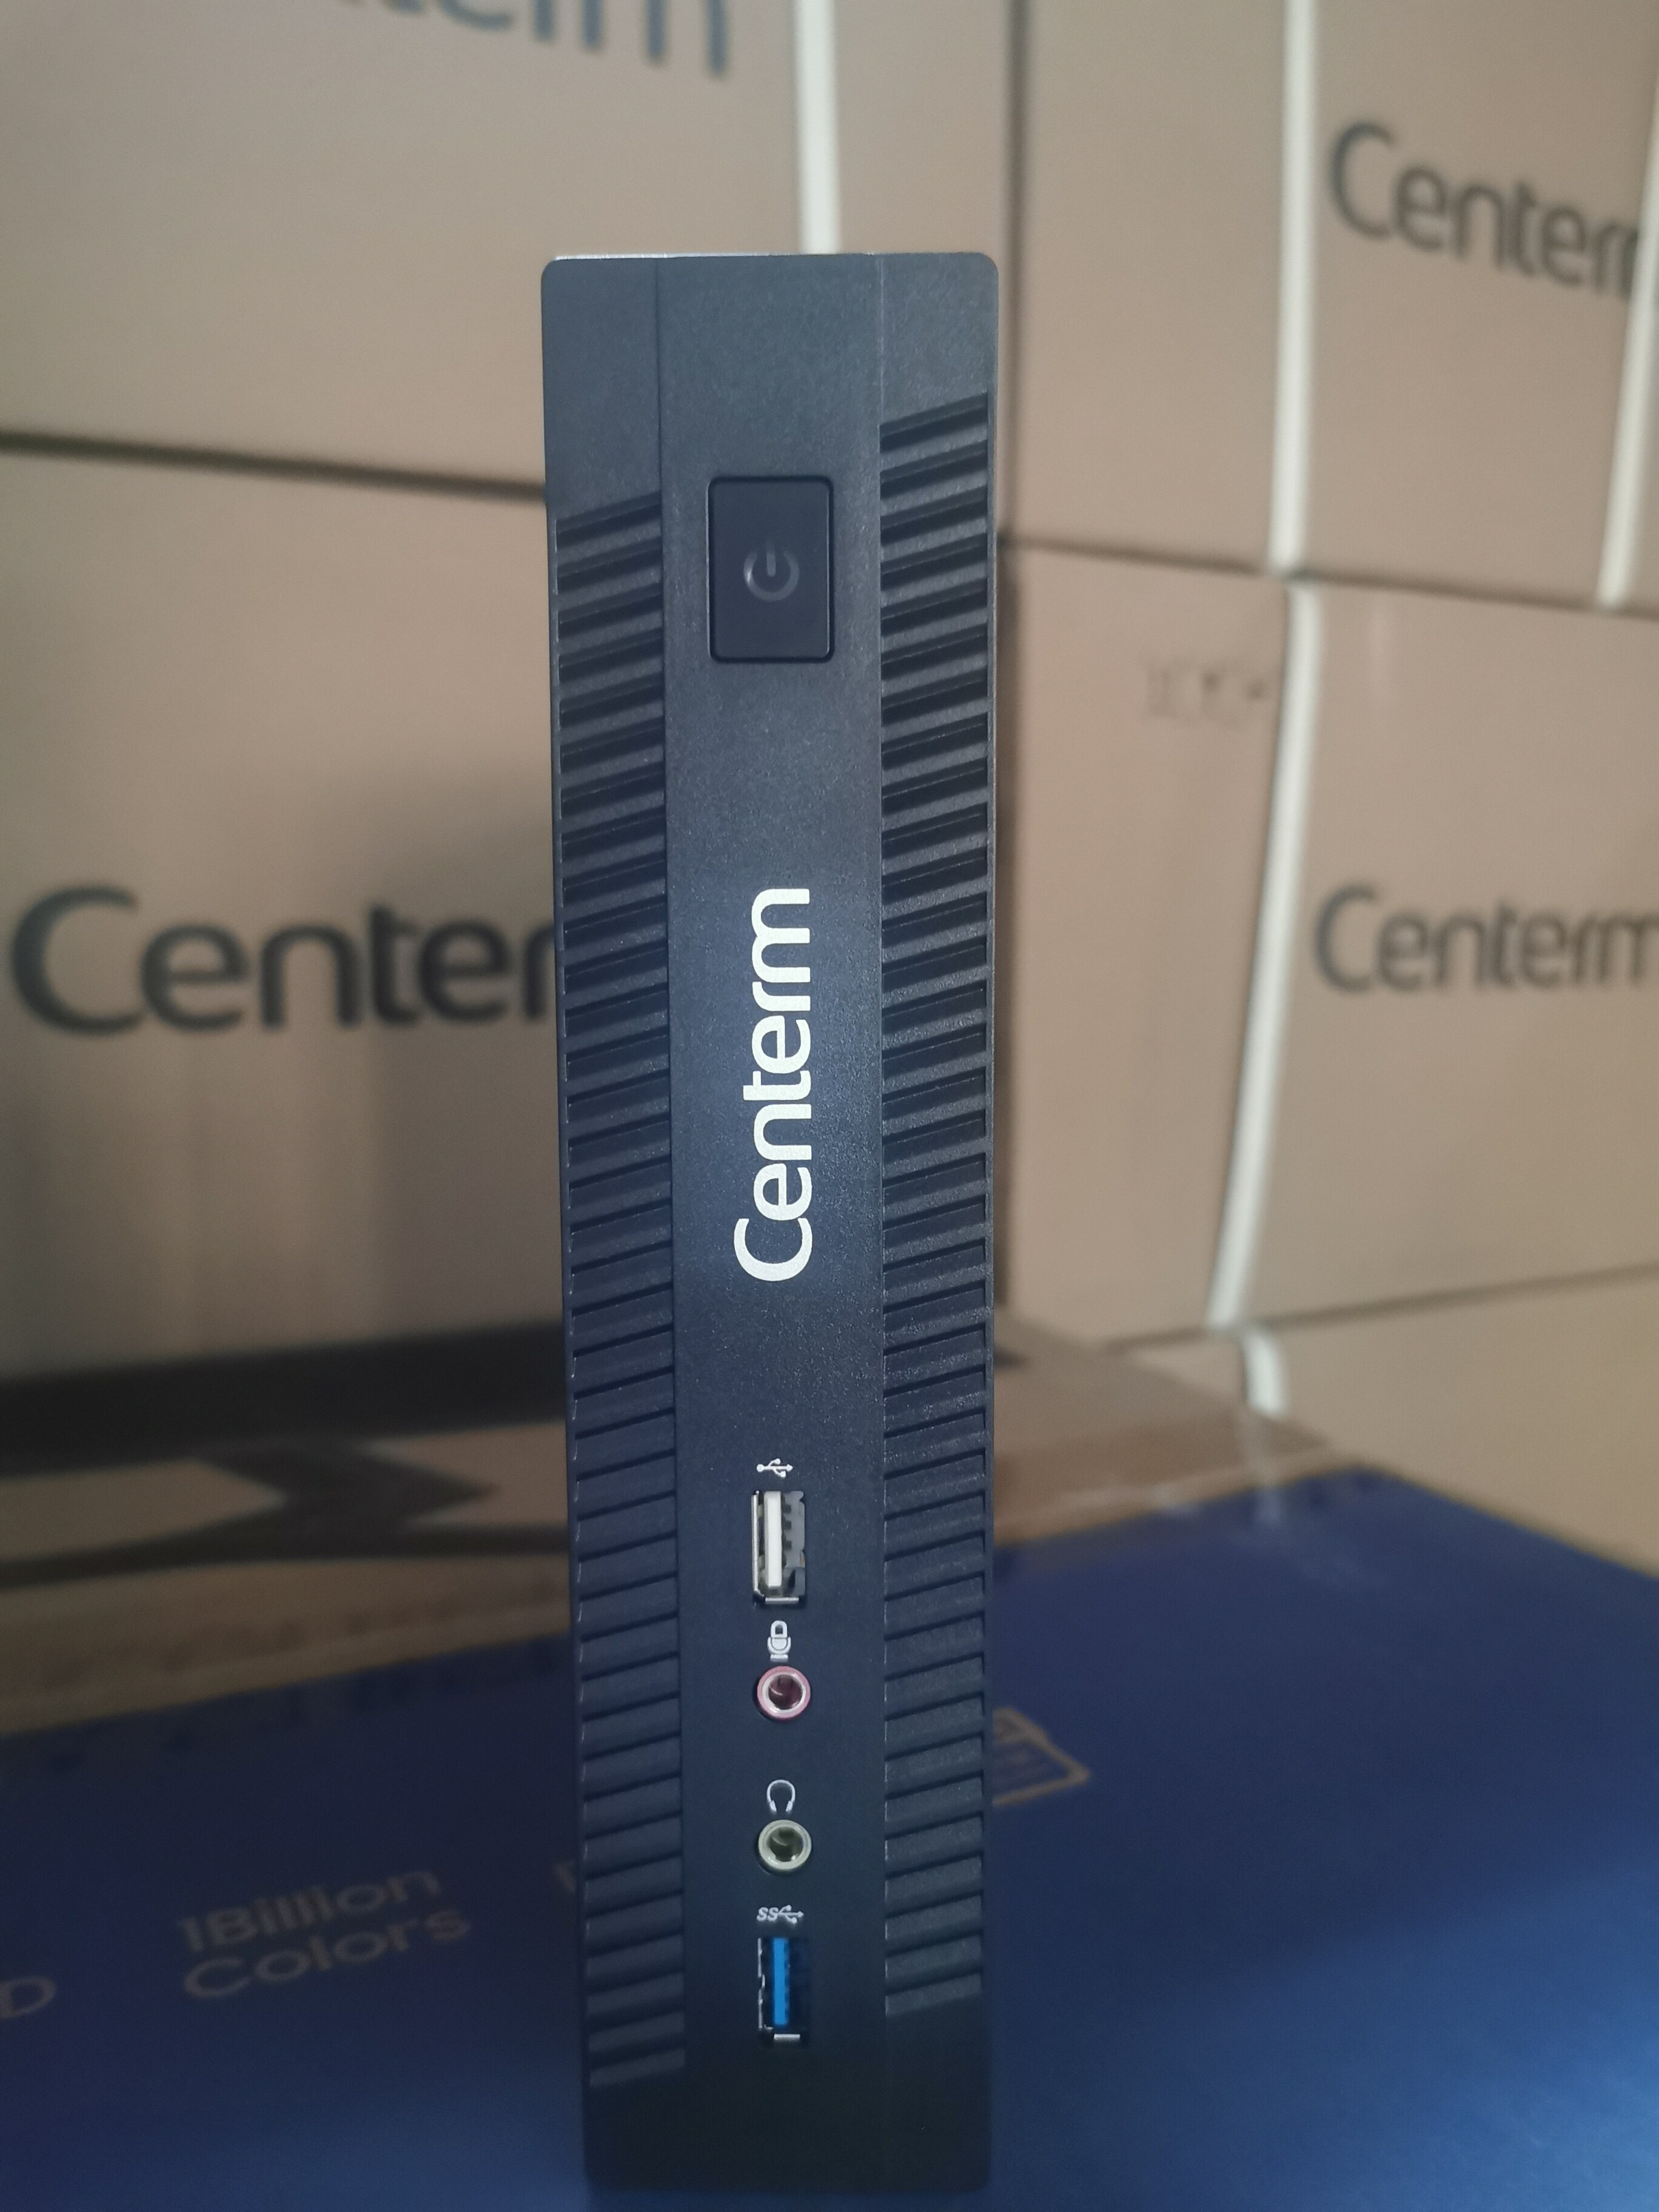 Centerm
Centerm
Centerm
Centerm
SS
1Billion
Colors